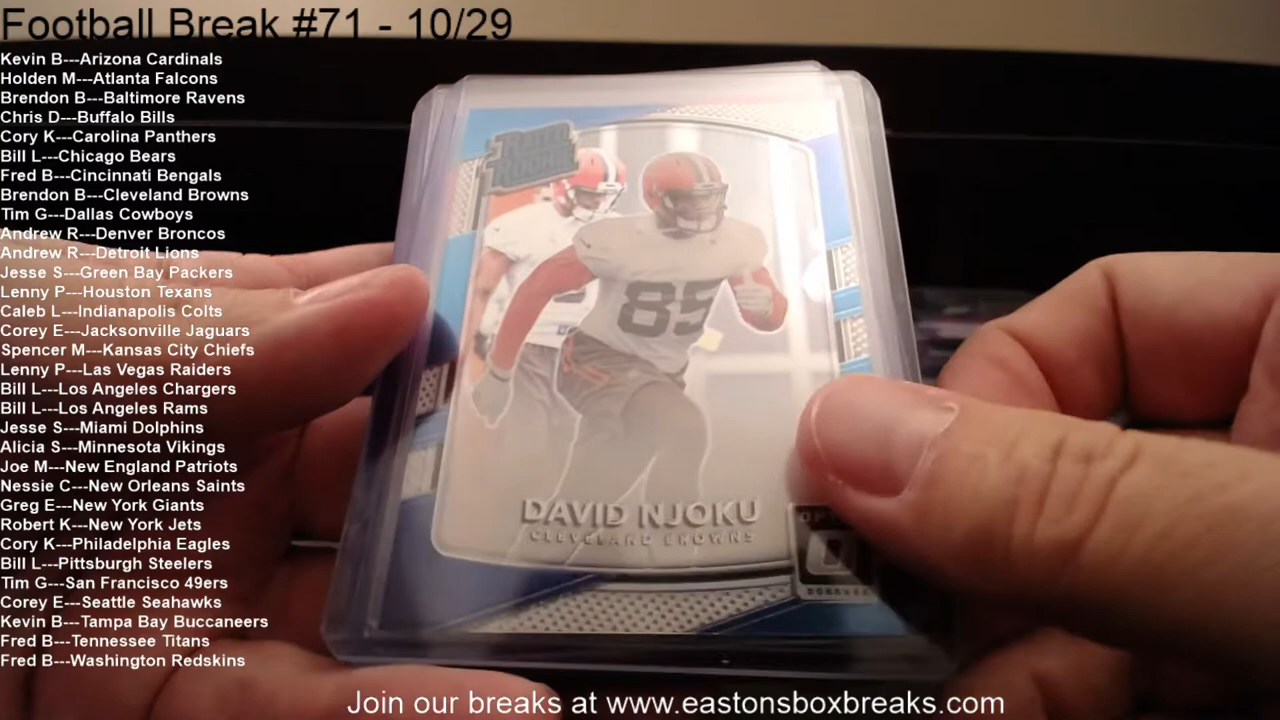 Football Break #71 - 10/29
Kevin B---Arizona Cardinals
Holden M---Atlanta Falcons
Brendon B---Baltimore Ravens
Chris D---Buffalo Bills
Cory K---Carolina Panthers
Bill L---Chicago Bears
Fred B---Cincinnati Bengals
Brendon B---Cleveland Browns
Tim G---Dallas Cowboys
Andrew R---Denver Broncos
Andrew R---Detroit Lions
Jesse S---Green Bay Packers
Lenny P---Houston Texans
Caleb L---Indianapolis Colts
Corey E---Jacksonville Jaguars
Spencer M---Kansas City Chiefs
Lenny P---Las Vegas Raiders
Bill L---Los Angeles Chargers
Bill L---Los Angeles Rams
Jesse S---Miami Dolphins
Alicia S---Minnesota Vikings
Joe M---New England Patriots
Nessie C---New Orleans Saints
Greg E---New York Giants
Robert K---New York Jets
Cory K---Philadelphia Eagles
Bill L---Pittsburgh Steelers
Tim G---San Francisco 49ers
Corey E---Seattle Seahawks
Kevin B---Tampa Bay Buccaneers
Fred B---Tennessee Titans
Fred B---Washington Redskins
RATED
ROOKIE
85
DAVID NJOKU
CLEVELAND BROWNS
Join our breaks at www.eastonsboxbreaks.com